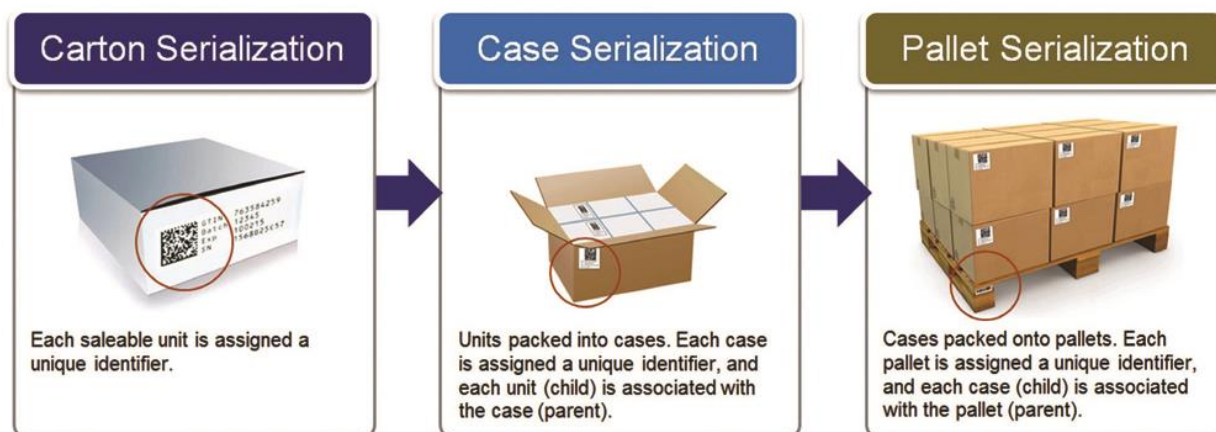 Carton Serialization
GTIN 763584259
Batch 12345
Exp 100215
SN
Each saleable unit is assigned a
unique identifier.
Case Serialization
Units packed into cases. Each case
is assigned a unique identifier, and
each unit (child) is associated with
the case (parent).
Pallet Serialization
Cases packed onto pallets. Each
pallet is assigned a unique identifier,
and each case (child) is associated
with the pallet (parent).